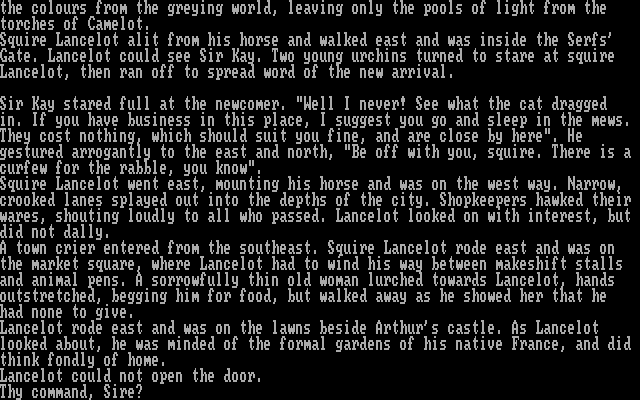 the colours from the greying world, leaving only the pools of light from the
torches of Camelot.
Squire Lancelot alit from his horse and walked east and was inside the Serfs'
Gate. Lancelot could see Sir Kay. Two young urchins turned to stare at squire
Lancelot, then ran off to spread word of the new arrival.
Sir Kay stared full at the newcomer. "Well I never! See what the cat dragged
in. If you have business in this place, I suggest you go and sleep in the mews.
They cost nothing, which should suit you fine, and are close by here". He
gestured arrogantly to the east and north, "Be off with you, squire. There is a
curfew for the rabble, you know".
Squire Lancelot went east, mounting his horse and was on the west way. Narrow,
crooked lanes splayed out into the depths of the city. Shopkeepers hawked their
wares, shouting loudly to all who passed. Lancelot looked on with interest, but
did not dally.
A town crier entered from the southeast. Squire Lancelot rode east and was on
the market square, where Lancelot had to wind his way between makeshift stalls
and animal pens. A sorrowfully thin old woman lurched towards Lancelot, hands
outstretched, begging him for food, but walked away as he showed her that he
had none to give.
Lancelot rode east and was on the lawns beside Arthur's castle. As Lancelot
looked about, he was minded of the formal gardens of his native France, and did
think fondly of home.
Lancelot could not open the door.
Thy command, Sire?